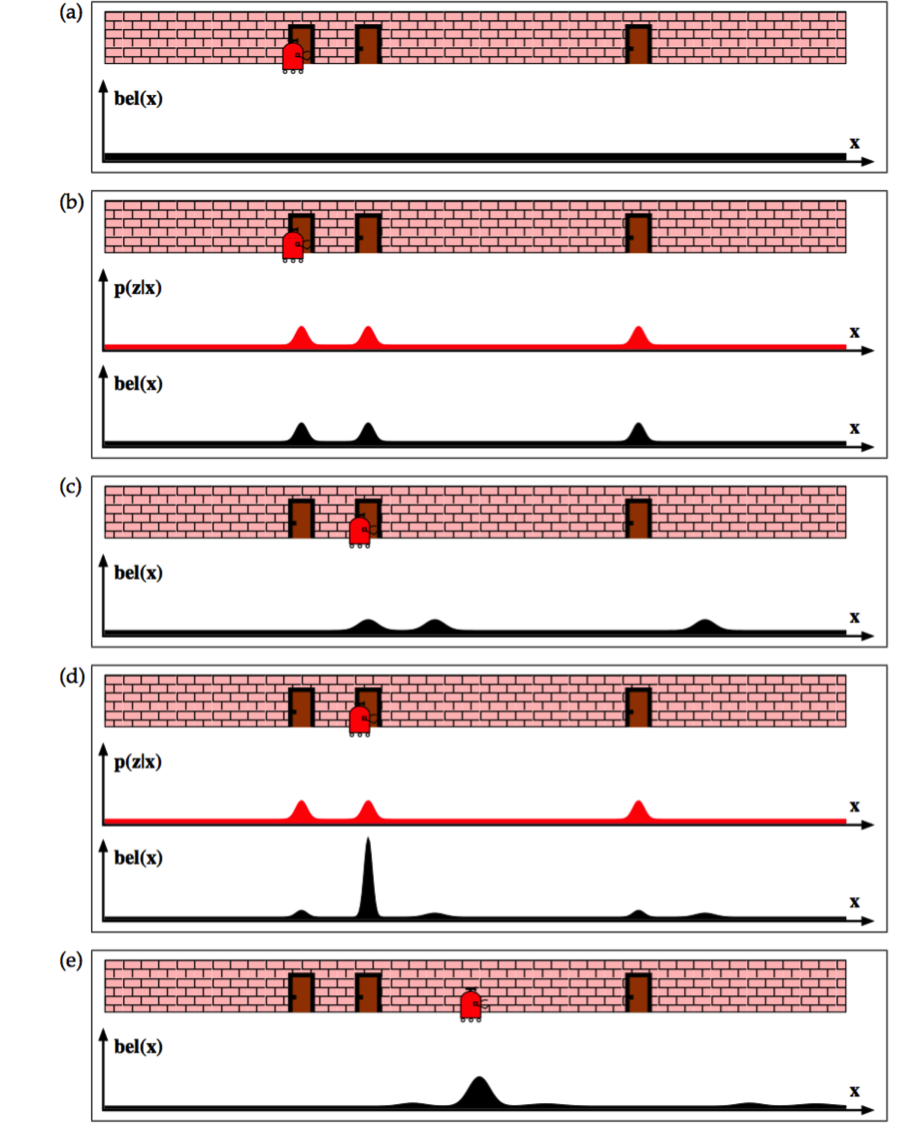 (a)
bel(x)
x
(b)
p(z|x)
x
bel(x)
x
(c)
bel(x)
x
(d)
p(z|x)
x
bel(x)
x
(e)
bel(x)
x